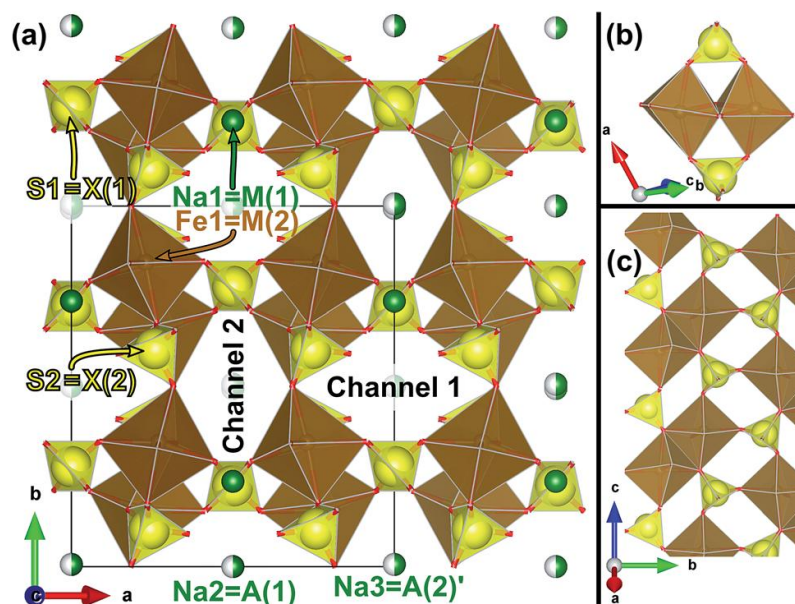 (a)
S1=X(1)
Na1=M(1)
Fe1=M(2)
S2=X(2)
Channel 2
Channel 1
b
c
a
Na2=A(1)
Na3=A(2)'
(b)
a
c
b
(c)
c
b
a